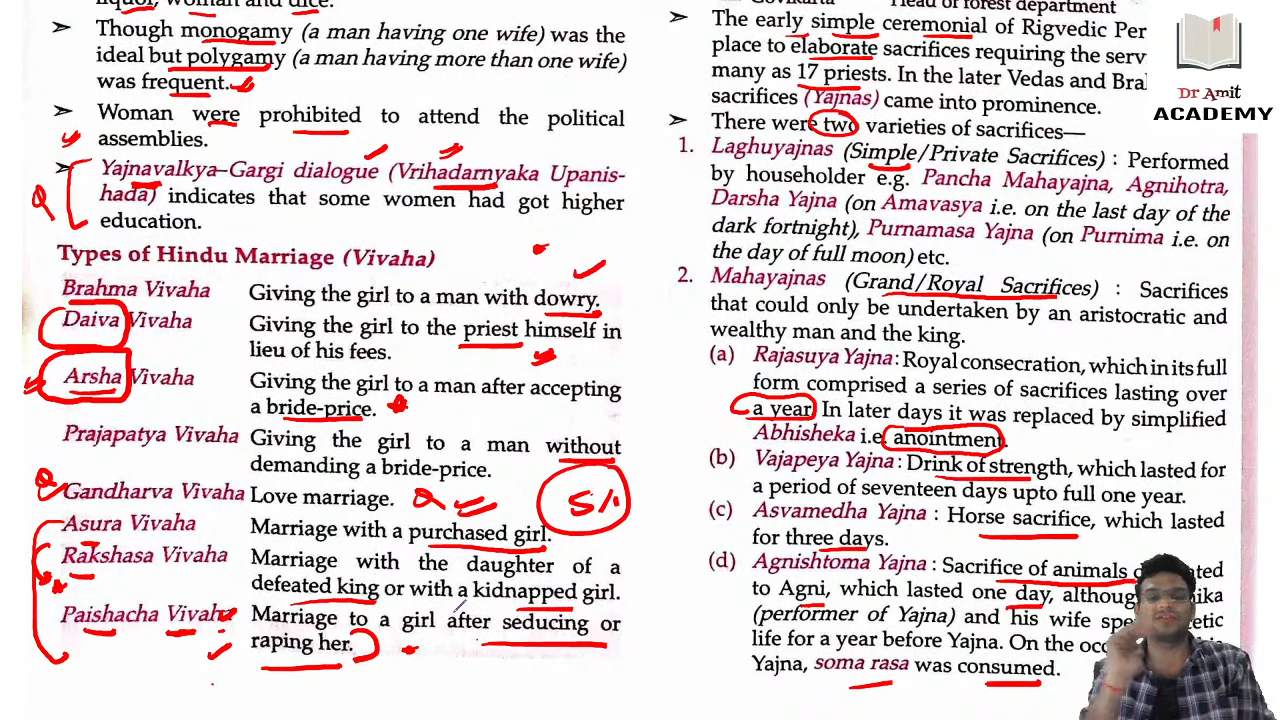 liquor, woman and dice.
➢ Though monogamy (a man having one wife) was the
ideal but polygamy (a man having more than one wife)
was frequent.
➢ Woman were prohibited to attend the political
assemblies.
➢ Yajnavalkya–Gargi dialogue (Vrihadarnyaka Upanis-
hada) indicates that some women had got higher
education.
Types of Hindu Marriage (Vivaha)
Brahma Vivaha Giving the girl to a man with dowry.
Daiva Vivaha Giving the girl to the priest himself in
lieu of his fees.
Arsha Vivaha Giving the girl to a man after accepting
a bride-price.
Prajapatya Vivaha Giving the girl to a man without
demanding a bride-price.
Gandharva Vivaha Love marriage.
Asura Vivaha Marriage with a purchased girl.
Rakshasa Vivaha Marriage with the daughter of a
defeated king or with a kidnapped girl.
Paishacha Vivaha Marriage to a girl after seducing or
raping her.
Govikarta Head of forest department
➢ The early simple ceremonial of Rigvedic Per
place to elaborate sacrifices requiring the serv
many as 17 priests. In the later Vedas and Bra
sacrifices (Yajnas) came into prominence.
➢ There were two varieties of sacrifices—
1. Laghuyajnas (Simple/Private Sacrifices) : Performed
by householder e.g. Pancha Mahayajna, Agnihotra,
Darsha Yajna (on Amavasya i.e. on the last day of the
dark fortnight), Purnamasa Yajna (on Purnima i.e. on
the day of full moon) etc.
2. Mahayajnas (Grand/Royal Sacrifices) : Sacrifices
that could only be undertaken by an aristocratic and
wealthy man and the king.
(a) Rajasuya Yajna : Royal consecration, which in its full
form comprised a series of sacrifices lasting over
a year. In later days it was replaced by simplified
Abhisheka i.e. anointment.
(b) Vajapeya Yajna : Drink of strength, which lasted for
a period of seventeen days upto full one year.
(c) Asvamedha Yajna : Horse sacrifice, which lasted
for three days.
(d) Agnishtoma Yajna : Sacrifice of animals
to Agni, which lasted one day, although
(performer of Yajna) and his wife
life for a year before Yajna. On the
Yajna, soma rasa was consumed.
Dr Amit
ACADEMY